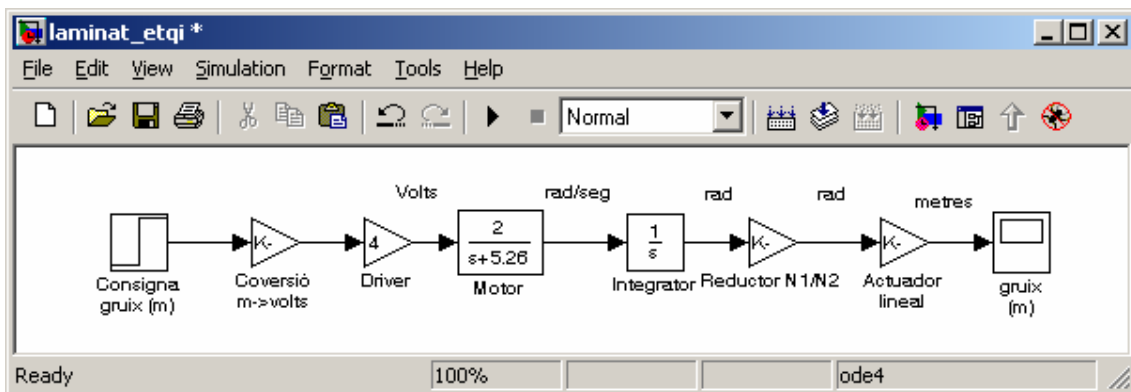 laminat_etqi *
File Edit View Simulation Format Tools Help
Normal
Volts rad/seg rad rad metres
K- 4 2 1 K- K-
s+5.26 s
Consigna Coversió Driver Motor Integrator Reductor N1/N2 Actuador gruix
gruix (m) m->volts lineal (m)
Ready 100% ode4